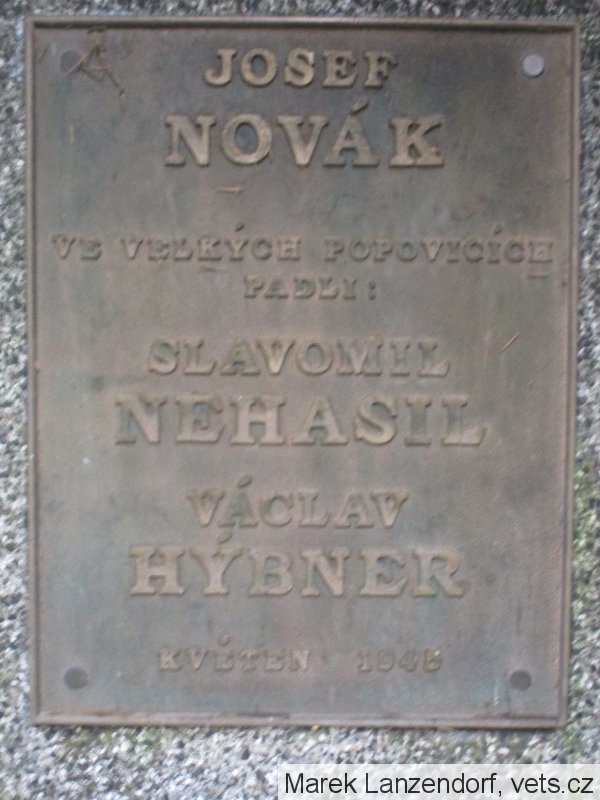 JOSEF
NOVÁK
VE VELKÝCH POPOVICÍCH
PADLI:
SLAVOMIL
NEHASIL
VÁCLAV
HÝBNER
KVĚTEN 1945
Marek Lanzendorf, vets.cz